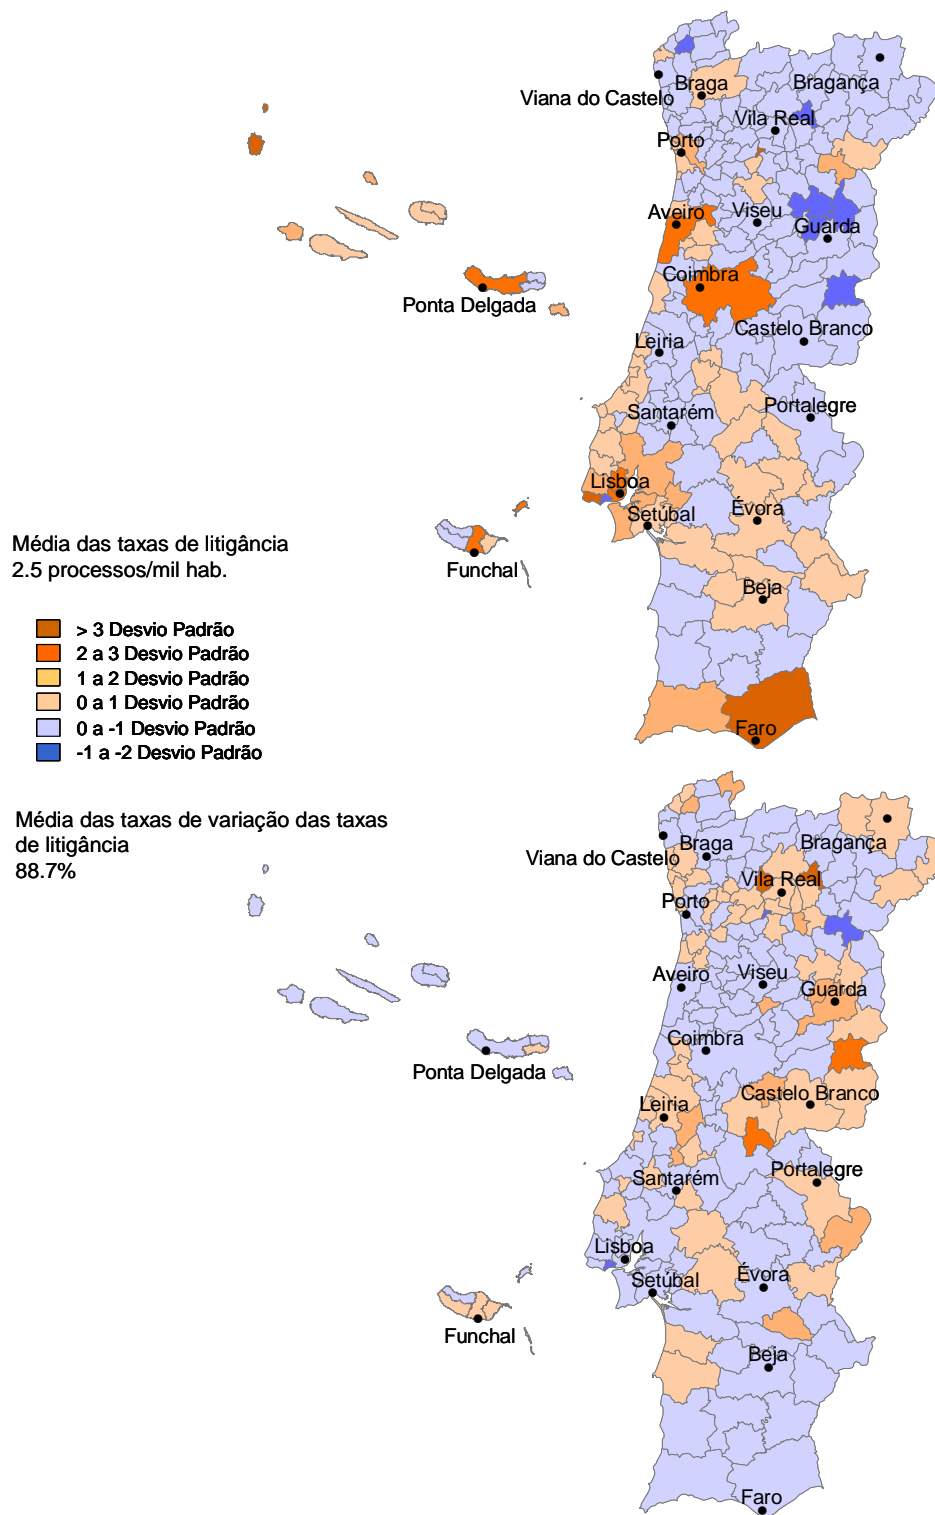 Bragança
Braga
Viana do Castelo
Vila Real
Porto
Aveiro
Viseu
Guarda
Coimbra
Ponta Delgada
Castelo Branco
Leiria
Portalegre
Santarém
Lisboa
Évora
Setúbal
Funchal
Beja
Faro
Média das taxas de litigância
2.5 processos/mil hab.
> 3 Desvio Padrão
2 a 3 Desvio Padrão
1 a 2 Desvio Padrão
0 a 1 Desvio Padrão
0 a -1 Desvio Padrão
-1 a -2 Desvio Padrão
Média das taxas de variação das taxas
de litigância
88.7%
Bragança
Braga
Viana do Castelo
Vila Real
Porto
Aveiro
Viseu
Guarda
Coimbra
Ponta Delgada
Castelo Branco
Leiria
Portalegre
Santarém
Lisboa
Évora
Setúbal
Funchal
Beja
Faro